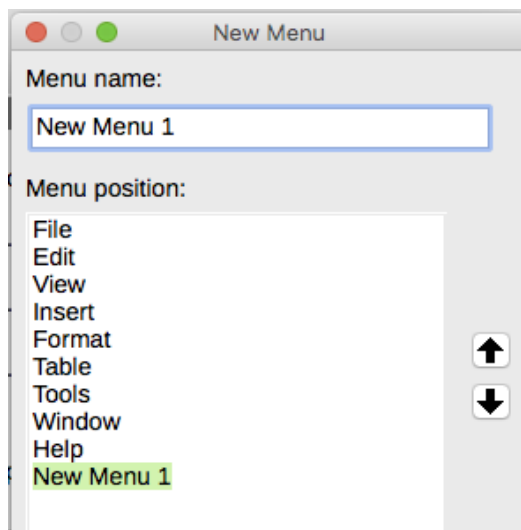 New Menu
Menu name:
New Menu 1
Menu position:
File
Edit
View
Insert
Format
Table
Tools
Window
Help
New Menu 1